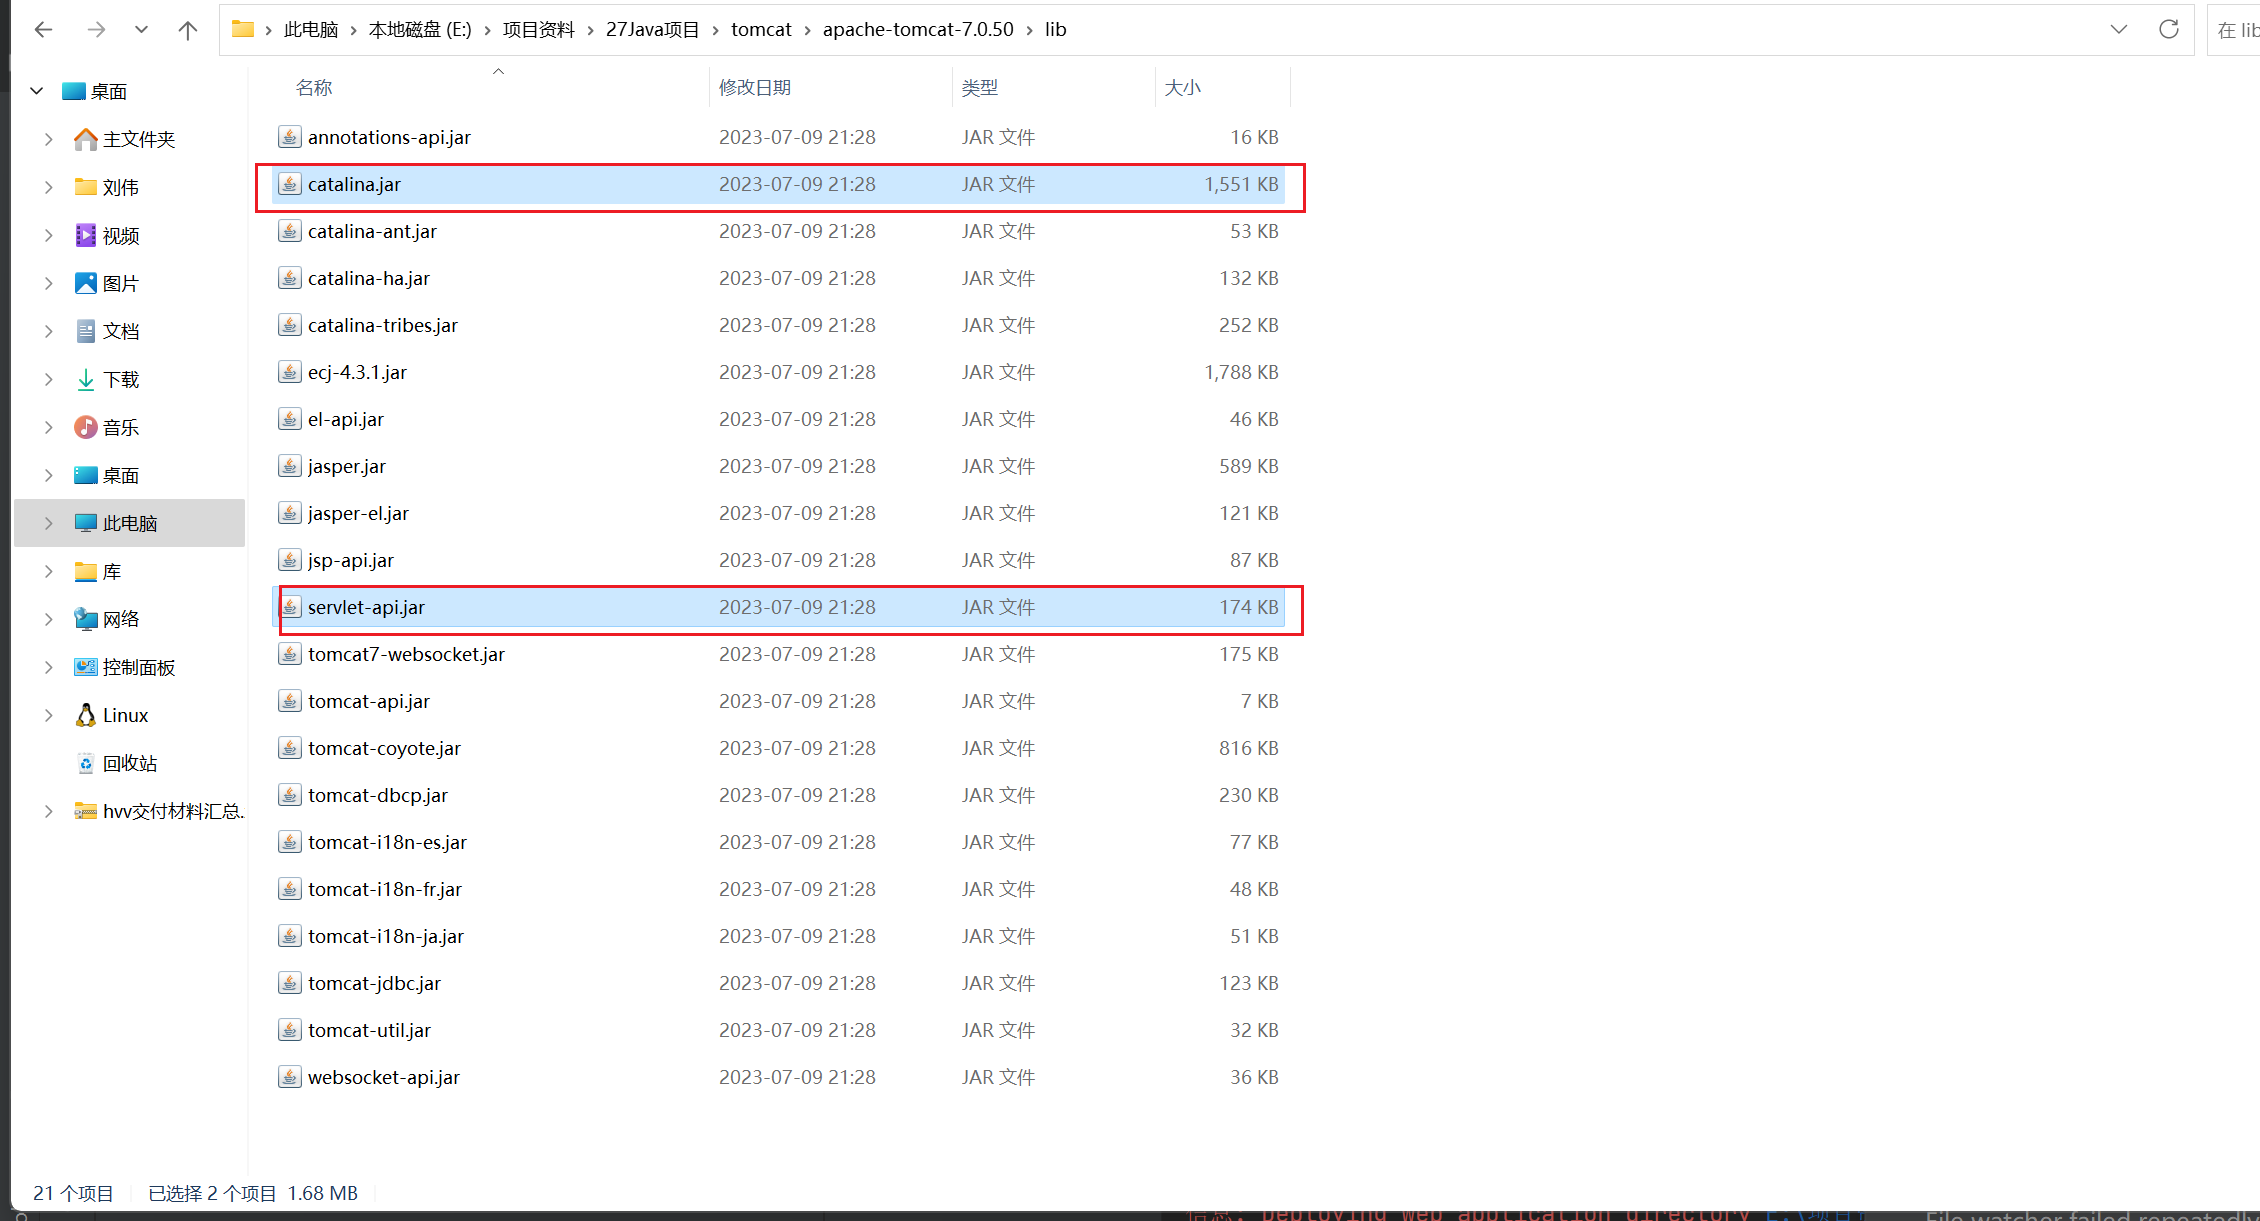 此电脑 › 本地磁盘 (E:) › 项目资料 › 27Java项目 › tomcat › apache-tomcat-7.0.50 › lib
在 lib
名称 修改日期 类型 大小
桌面
主文件夹
刘伟
视频
图片
文档
下载
音乐
桌面
此电脑
库
网络
控制面板
Linux
回收站
hvv交付材料汇总.
annotations-api.jar 2023-07-09 21:28 JAR 文件 16 KB
catalina.jar 2023-07-09 21:28 JAR 文件 1,551 KB
catalina-ant.jar 2023-07-09 21:28 JAR 文件 53 KB
catalina-ha.jar 2023-07-09 21:28 JAR 文件 132 KB
catalina-tribes.jar 2023-07-09 21:28 JAR 文件 252 KB
ecj-4.3.1.jar 2023-07-09 21:28 JAR 文件 1,788 KB
el-api.jar 2023-07-09 21:28 JAR 文件 46 KB
jasper.jar 2023-07-09 21:28 JAR 文件 589 KB
jasper-el.jar 2023-07-09 21:28 JAR 文件 121 KB
jsp-api.jar 2023-07-09 21:28 JAR 文件 87 KB
servlet-api.jar 2023-07-09 21:28 JAR 文件 174 KB
tomcat7-websocket.jar 2023-07-09 21:28 JAR 文件 175 KB
tomcat-api.jar 2023-07-09 21:28 JAR 文件 7 KB
tomcat-coyote.jar 2023-07-09 21:28 JAR 文件 816 KB
tomcat-dbcp.jar 2023-07-09 21:28 JAR 文件 230 KB
tomcat-i18n-es.jar 2023-07-09 21:28 JAR 文件 77 KB
tomcat-i18n-fr.jar 2023-07-09 21:28 JAR 文件 48 KB
tomcat-i18n-ja.jar 2023-07-09 21:28 JAR 文件 51 KB
tomcat-jdbc.jar 2023-07-09 21:28 JAR 文件 123 KB
tomcat-util.jar 2023-07-09 21:28 JAR 文件 32 KB
websocket-api.jar 2023-07-09 21:28 JAR 文件 36 KB
21 个项目 已选择 2 个项目 1.68 MB
Deploying web application directory
File watcher failed repeatedly